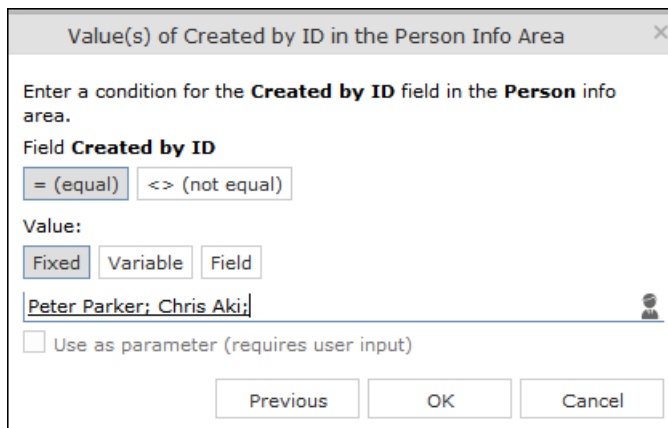 Value(s) of Created by ID in the Person Info Area
Enter a condition for the Created by ID field in the Person info
area.
Field Created by ID
= (equal) <> (not equal)
Value:
Fixed Variable Field
Peter Parker; Chris Aki;
Use as parameter (requires user input)
Previous OK Cancel